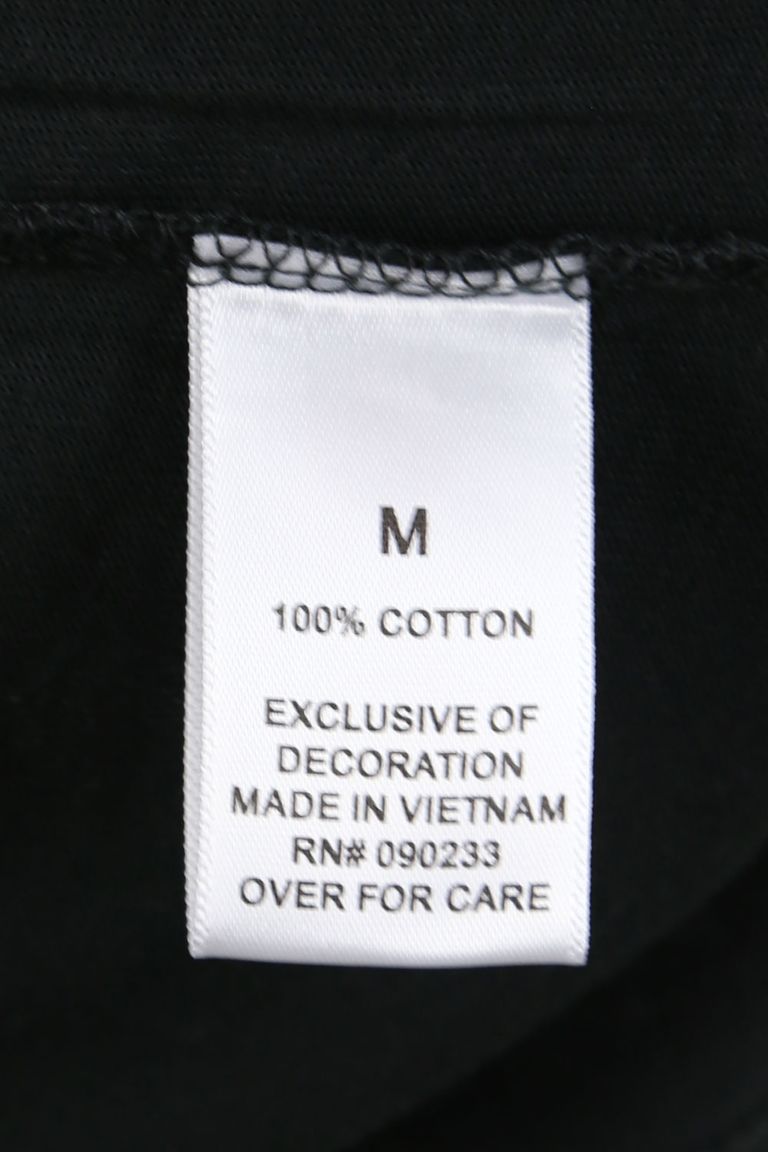 M
100% COTTON
EXCLUSIVE OF
DECORATION
MADE IN VIETNAM
RN# 090233
OVER FOR CARE